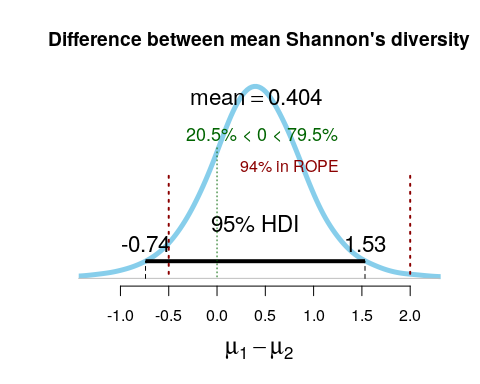 Difference between mean Shannon's diversity
mean = 0.404
20.5% < 0 < 79.5%
94% in ROPE
95% HDI
-0.74 1.53
-1.0 -0.5 0.0 0.5 1.0 1.5 2.0
μ1 − μ2